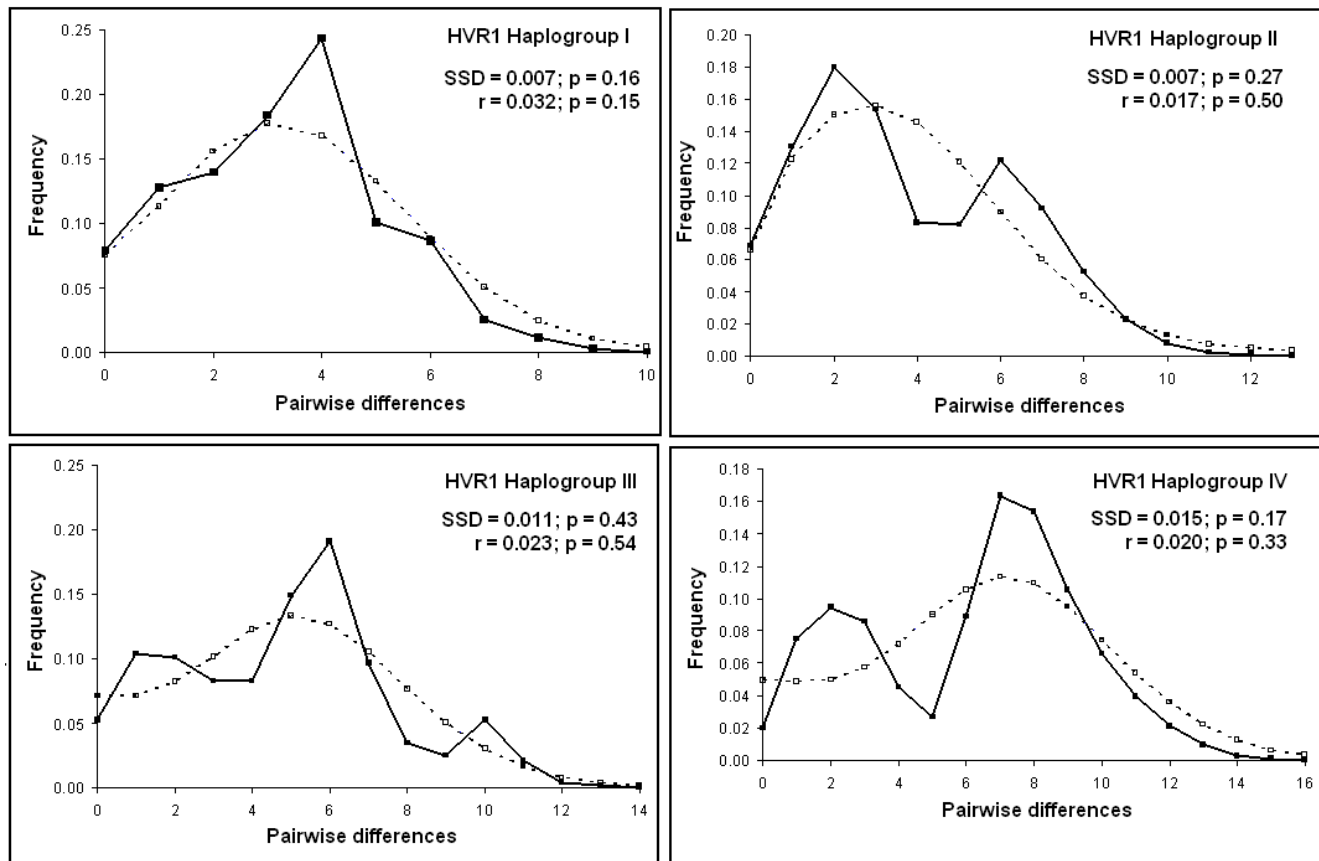 HVR1 Haplogroup I
SSD = 0.007; p = 0.16
r = 0.032; p = 0.15
Frequency
0.25
0.20
0.15
0.10
0.05
0.00
0 2 4 6 8 10
Pairwise differences
HVR1 Haplogroup II
SSD = 0.007; p = 0.27
r = 0.017; p = 0.50
Frequency
0.20
0.18
0.16
0.14
0.12
0.10
0.08
0.06
0.04
0.02
0.00
0 2 4 6 8 10 12
Pairwise differences
HVR1 Haplogroup III
SSD = 0.011; p = 0.43
r = 0.023; p = 0.54
Frequency
0.25
0.20
0.15
0.10
0.05
0.00
0 2 4 6 8 10 12 14
Pairwise differences
HVR1 Haplogroup IV
SSD = 0.015; p = 0.17
r = 0.020; p = 0.33
Frequency
0.18
0.16
0.14
0.12
0.10
0.08
0.06
0.04
0.02
0.00
0 2 4 6 8 10 12 14 16
Pairwise differences